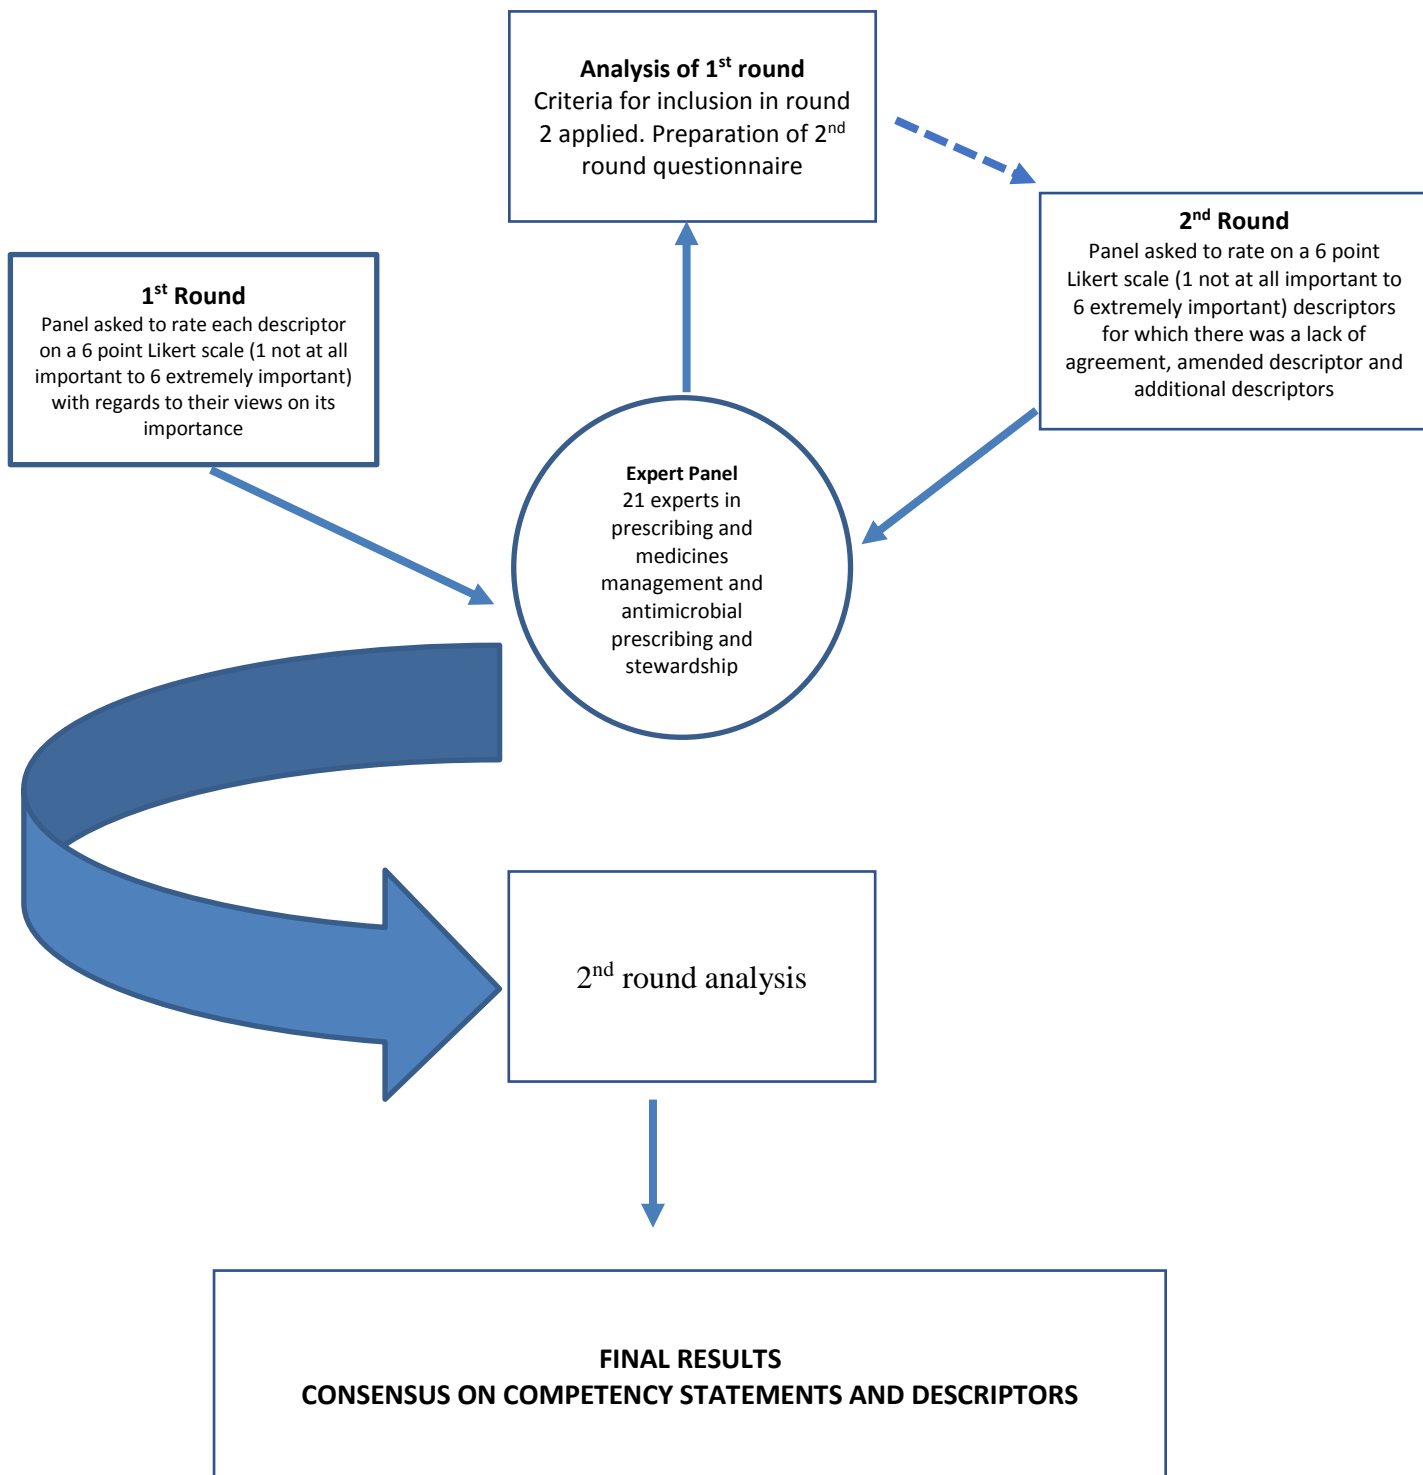 Analysis of 1st round
Criteria for inclusion in round
2 applied. Preparation of 2nd
round questionnaire
2nd Round
Panel asked to rate on a 6 point
Likert scale (1 not at all important to
6 extremely important) descriptors
for which there was a lack of
agreement, amended descriptor and
additional descriptors
1st Round
Panel asked to rate each descriptor
on a 6 point Likert scale (1 not at all
important to 6 extremely important)
with regards to their views on its
importance
Expert Panel
21 experts in
prescribing and
medicines
management and
antimicrobial
prescribing and
stewardship
2nd round analysis
FINAL RESULTS
CONSENSUS ON COMPETENCY STATEMENTS AND DESCRIPTORS